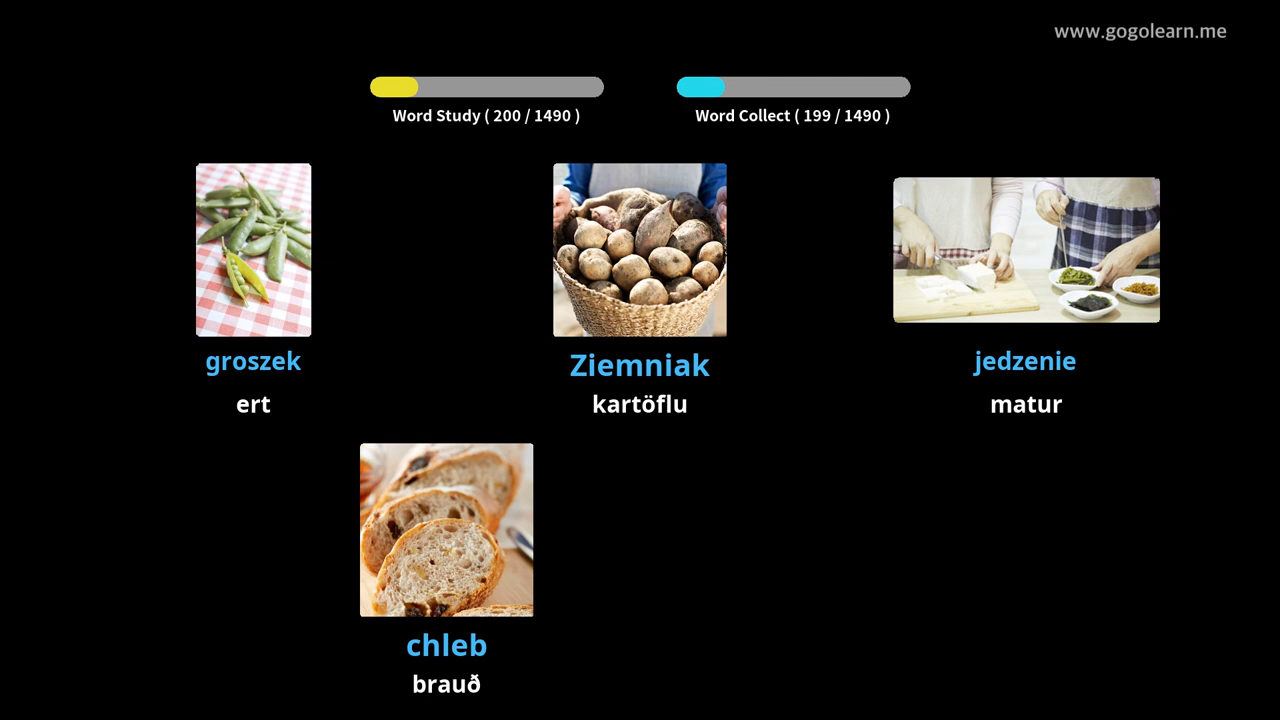 www.gogolearn.me
Word Study ( 200 / 1490 )
Word Collect ( 199 / 1490 )
groszek
ert
Ziemniak
kartöflu
jedzenie
matur
chleb
brauð